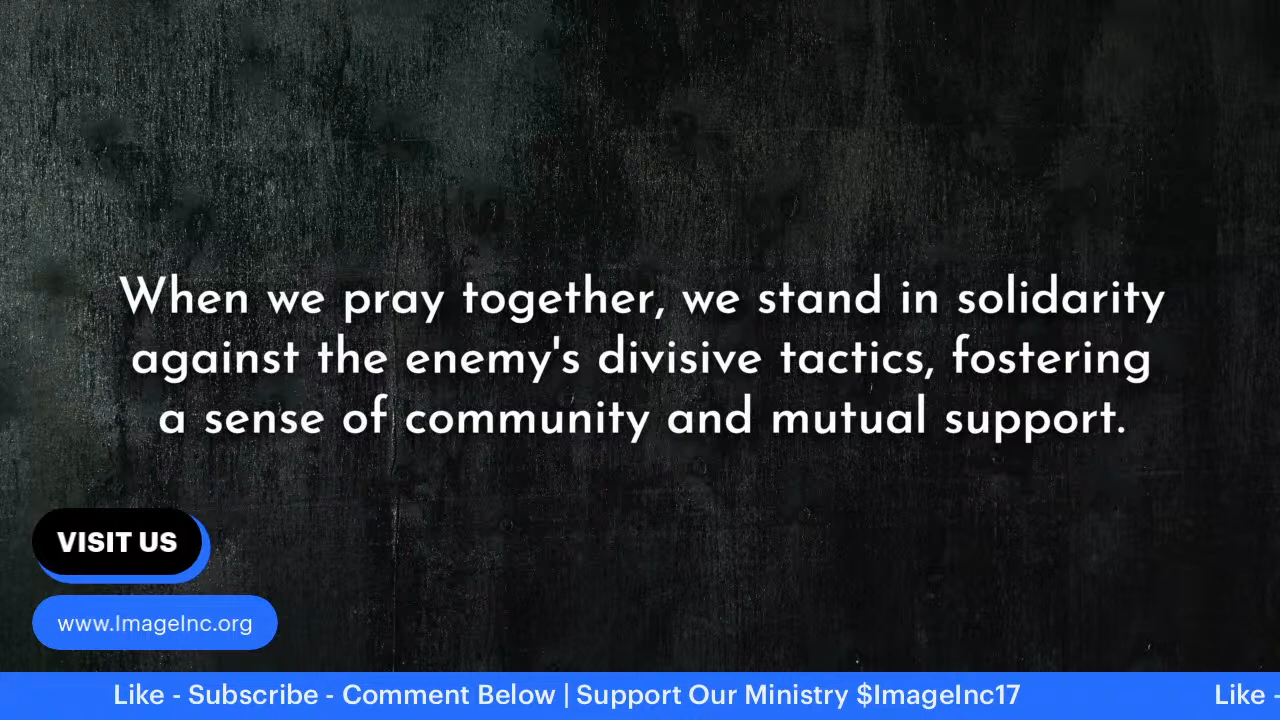 When we pray together, we stand in solidarity
against the enemy's divisive tactics, fostering
a sense of community and mutual support.
VISIT US
www.ImageInc.org
Like - Subscribe - Comment Below | Support Our Ministry $ImageInc17
Like -